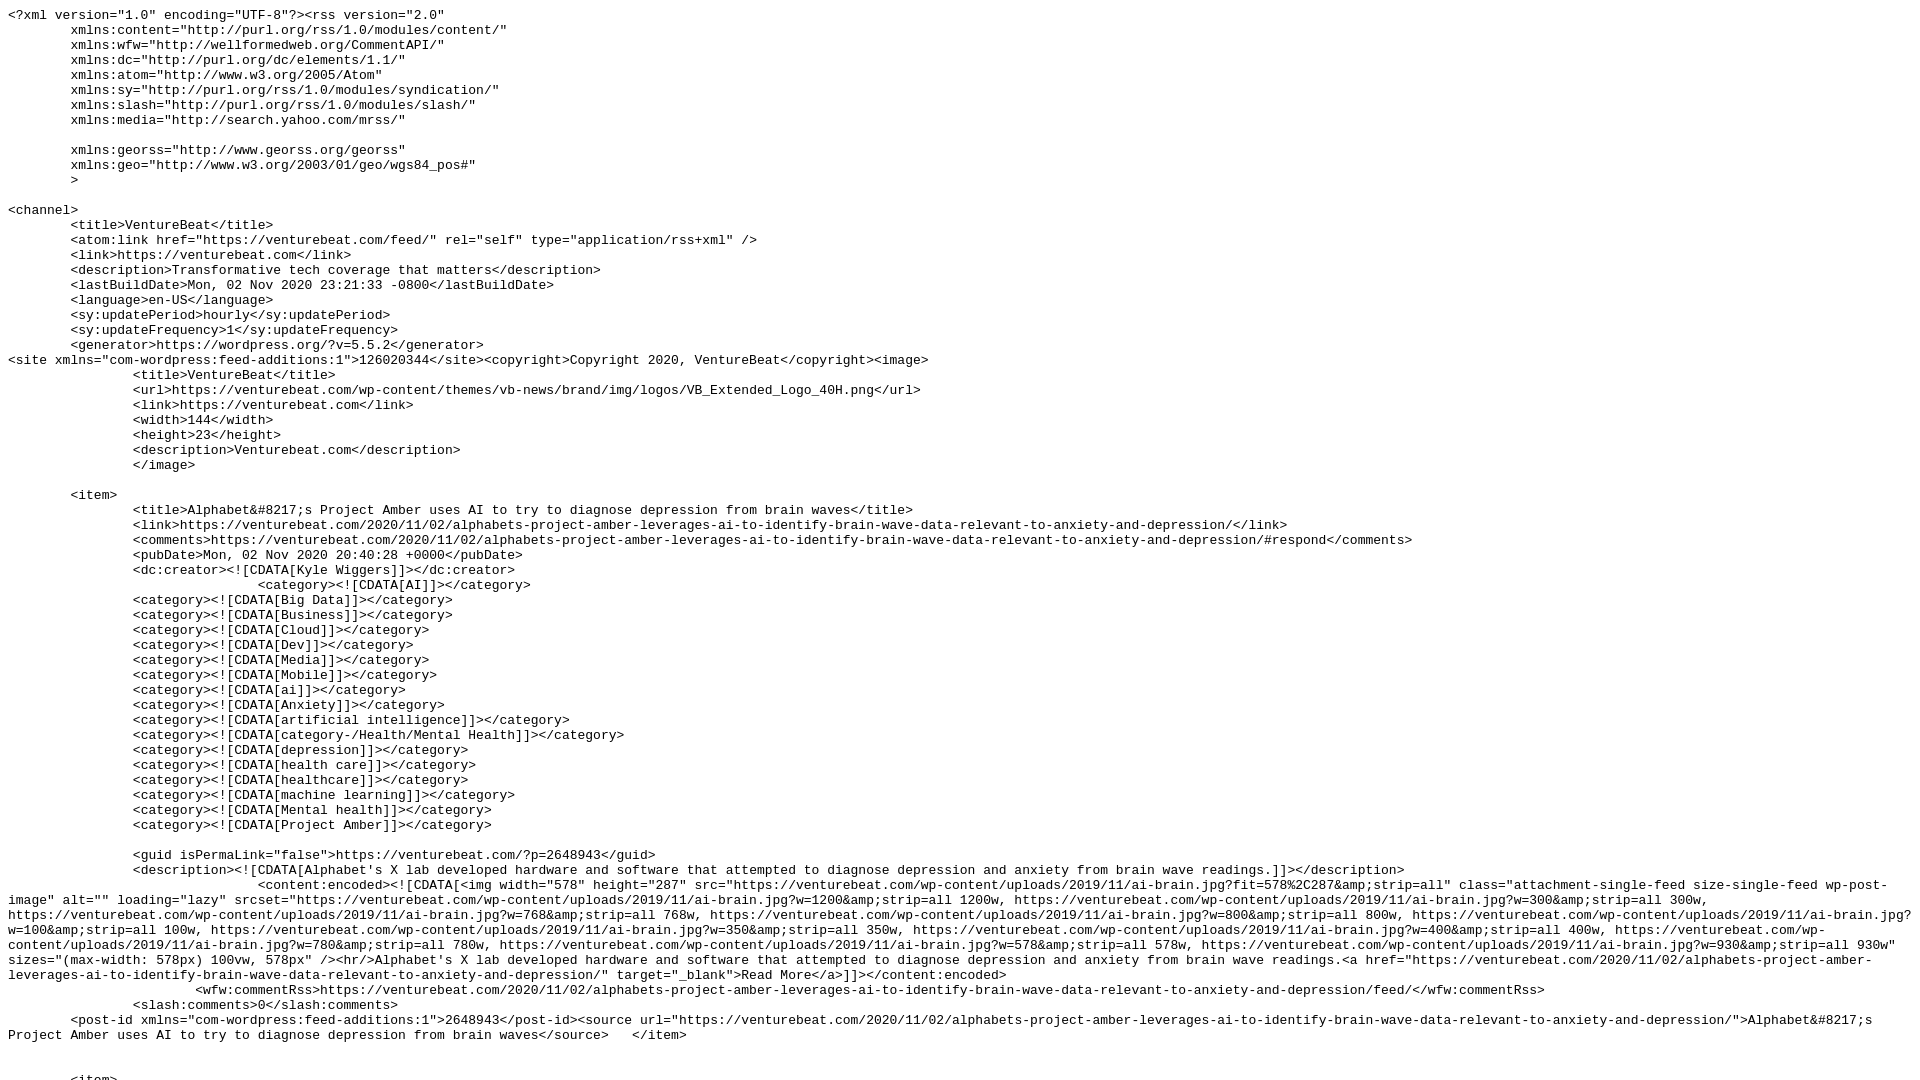 <?xml version="1.0" encoding="UTF-8"?><rss version="2.0"
xmlns:content="http://purl.org/rss/1.0/modules/content/"
xmlns:wfw="http://wellformedweb.org/CommentAPI/"
xmlns:dc="http://purl.org/dc/elements/1.1/"
xmlns:atom="http://www.w3.org/2005/Atom"
xmlns:sy="http://purl.org/rss/1.0/modules/syndication/"
xmlns:slash="http://purl.org/rss/1.0/modules/slash/"
xmlns:media="http://search.yahoo.com/mrss/"
xmlns:georss="http://www.georss.org/georss"
xmlns:geo="http://www.w3.org/2003/01/geo/wgs84_pos#"
>
<channel>
<title>VentureBeat</title>
<atom:link href="https://venturebeat.com/feed/" rel="self" type="application/rss+xml" />
<link>https://venturebeat.com</link>
<description>Transformative tech coverage that matters</description>
<lastBuildDate>Mon, 02 Nov 2020 23:21:33 -0800</lastBuildDate>
<language>en-US</language>
<sy:updatePeriod>hourly</sy:updatePeriod>
<sy:updateFrequency>1</sy:updateFrequency>
<generator>https://wordpress.org/?v=5.5.2</generator>
<site xmlns="com-wordpress:feed-additions:1">126020344</site><copyright>Copyright 2020, VentureBeat</copyright><image>
<title>VentureBeat</title>
<url>https://venturebeat.com/wp-content/themes/vb-news/brand/img/logos/VB_Extended_Logo_40H.png</url>
<link>https://venturebeat.com</link>
<width>144</width>
<height>23</height>
<description>Venturebeat.com</description>
</image>
<item>
<title>Alphabet&#8217;s Project Amber uses AI to try to diagnose depression from brain waves</title>
<link>https://venturebeat.com/2020/11/02/alphabets-project-amber-leverages-ai-to-identify-brain-wave-data-relevant-to-anxiety-and-depression/</link>
<comments>https://venturebeat.com/2020/11/02/alphabets-project-amber-leverages-ai-to-identify-brain-wave-data-relevant-to-anxiety-and-depression/#respond</comments>
<pubDate>Mon, 02 Nov 2020 20:40:28 +0000</pubDate>
<dc:creator><![CDATA[Kyle Wiggers]]></dc:creator>
<category><![CDATA[AI]]></category>
<category><![CDATA[Big Data]]></category>
<category><![CDATA[Business]]></category>
<category><![CDATA[Cloud]]></category>
<category><![CDATA[Dev]]></category>
<category><![CDATA[Media]]></category>
<category><![CDATA[Mobile]]></category>
<category><![CDATA[ai]]></category>
<category><![CDATA[Anxiety]]></category>
<category><![CDATA[artificial intelligence]]></category>
<category><![CDATA[category-/Health/Mental Health]]></category>
<category><![CDATA[depression]]></category>
<category><![CDATA[health care]]></category>
<category><![CDATA[healthcare]]></category>
<category><![CDATA[machine learning]]></category>
<category><![CDATA[Mental health]]></category>
<category><![CDATA[Project Amber]]></category>
<guid isPermaLink="false">https://venturebeat.com/?p=2648943</guid>
<description><![CDATA[Alphabet's X lab developed hardware and software that attempted to diagnose depression and anxiety from brain wave readings.]]></description>
<content:encoded><![CDATA[<img width="578" height="287" src="https://venturebeat.com/wp-content/uploads/2019/11/ai-brain.jpg?fit=578%2C287&amp;strip=all" class="attachment-single-feed size-single-feed wp-post-
image" alt="" loading="lazy" srcset="https://venturebeat.com/wp-content/uploads/2019/11/ai-brain.jpg?w=1200&amp;strip=all 1200w, https://venturebeat.com/wp-content/uploads/2019/11/ai-brain.jpg?w=300&amp;strip=all 300w,
https://venturebeat.com/wp-content/uploads/2019/11/ai-brain.jpg?w=768&amp;strip=all 768w, https://venturebeat.com/wp-content/uploads/2019/11/ai-brain.jpg?w=800&amp;strip=all 800w, https://venturebeat.com/wp-content/uploads/2019/11/ai-brain.jpg?
w=100&amp;strip=all 100w, https://venturebeat.com/wp-content/uploads/2019/11/ai-brain.jpg?w=350&amp;strip=all 350w, https://venturebeat.com/wp-content/uploads/2019/11/ai-brain.jpg?w=400&amp;strip=all 400w, https://venturebeat.com/wp-
content/uploads/2019/11/ai-brain.jpg?w=780&amp;strip=all 780w, https://venturebeat.com/wp-content/uploads/2019/11/ai-brain.jpg?w=578&amp;strip=all 578w, https://venturebeat.com/wp-content/uploads/2019/11/ai-brain.jpg?w=930&amp;strip=all 930w"
sizes="(max-width: 578px) 100vw, 578px" /><hr/>Alphabet's X lab developed hardware and software that attempted to diagnose depression and anxiety from brain wave readings.<a href="https://venturebeat.com/2020/11/02/alphabets-project-amber-
leverages-ai-to-identify-brain-wave-data-relevant-to-anxiety-and-depression/" target="_blank">Read More</a>]]></content:encoded>
<wfw:commentRss>https://venturebeat.com/2020/11/02/alphabets-project-amber-leverages-ai-to-identify-brain-wave-data-relevant-to-anxiety-and-depression/feed/</wfw:commentRss>
<slash:comments>0</slash:comments>
<post-id xmlns="com-wordpress:feed-additions:1">2648943</post-id><source url="https://venturebeat.com/2020/11/02/alphabets-project-amber-leverages-ai-to-identify-brain-wave-data-relevant-to-anxiety-and-depression/">Alphabet&#8217;s
Project Amber uses AI to try to diagnose depression from brain waves</source>   </item>
<item>